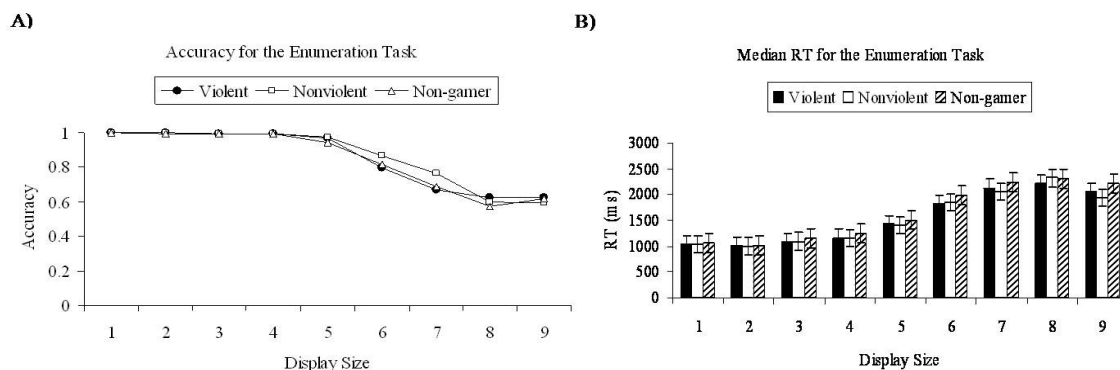 A)
Accuracy for the Enumeration Task
Violent Nonviolent Non-gamer
1
0.8
0.6
0.4
0.2
0
Accuracy
1 2 3 4 5 6 7 8 9
Display Size
B)
Median RT for the Enumeration Task
Violent Nonviolent Non-gamer
3000
2500
2000
1500
1000
500
0
RT (ms)
1 2 3 4 5 6 7 8 9
Display Size